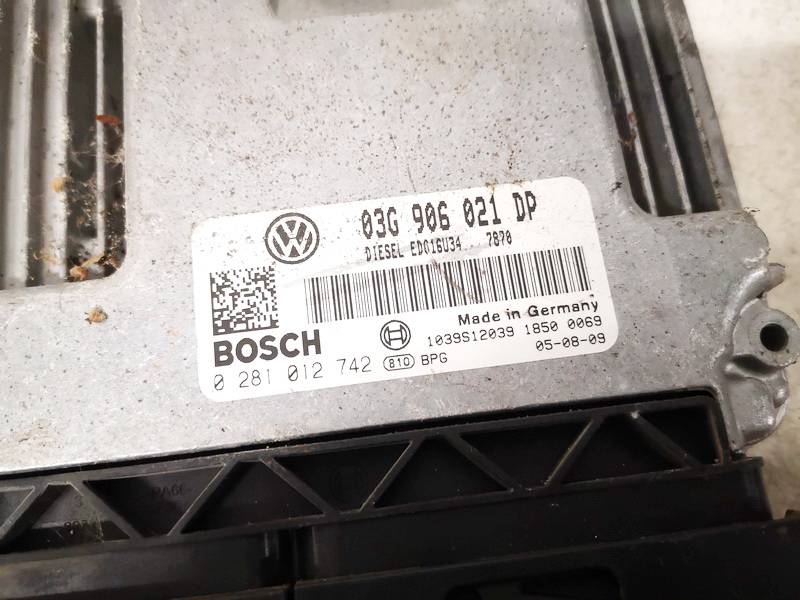 03G 906 021 DP
DIESEL EDC16U34 7870
Made in Germany
BOSCH
1039S12039 1850 0069
0 281 012 742 810 BPG
05-08-09